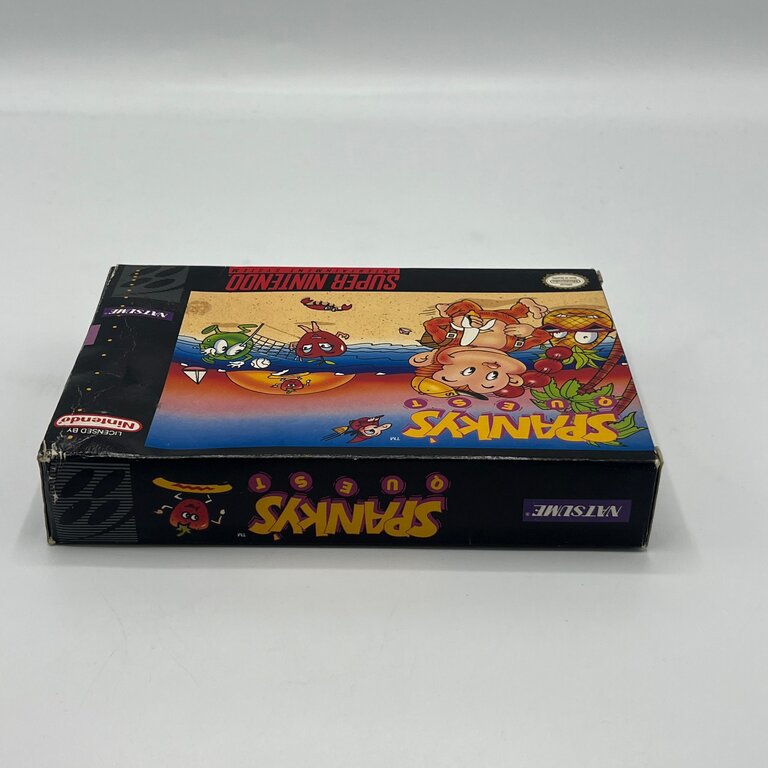 SPANKY'S
QUEST
TM
NATSUME
LICENSED BY
Nintendo
SUPER NINTENDO
ENTERTAINMENT SYSTEM
NATSUME
SPANKY'S
QUEST
TM